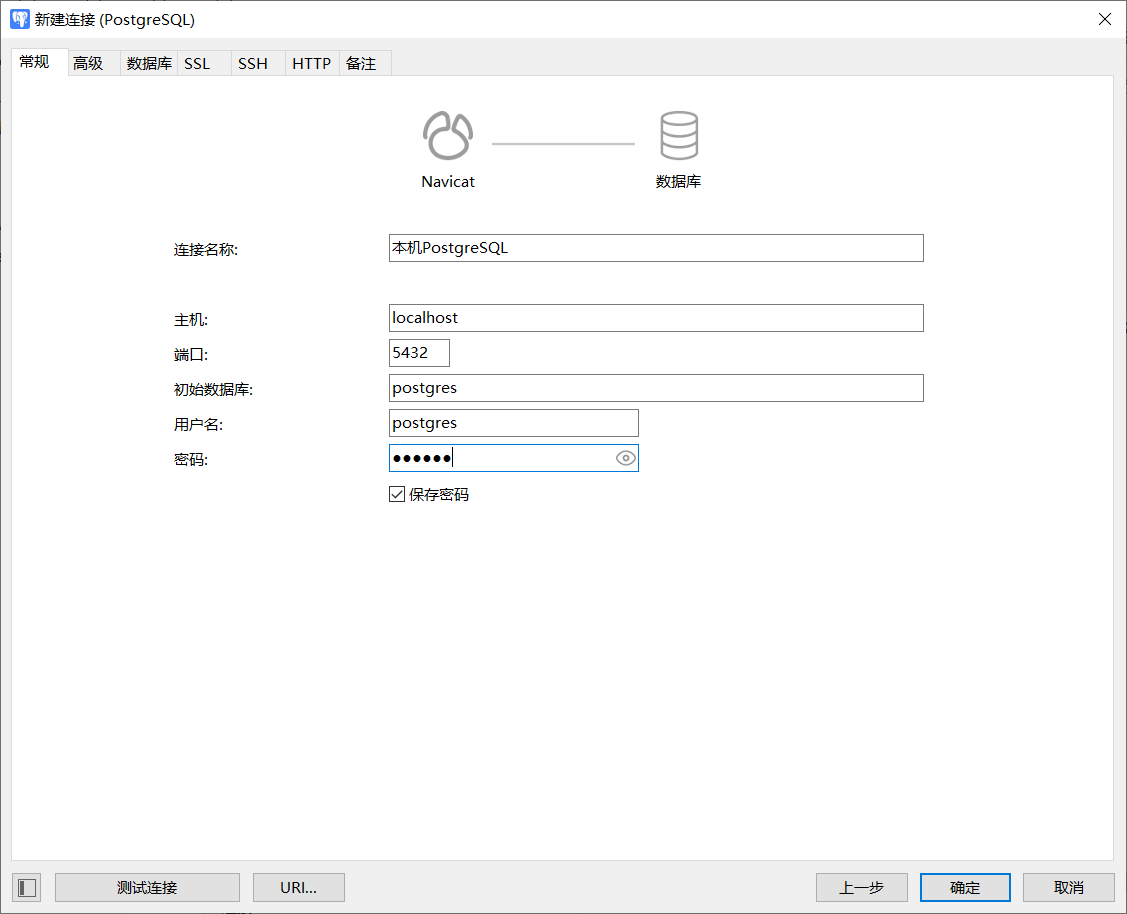 新建连接 (PostgreSQL)
常规 高级 数据库 SSL SSH HTTP 备注
Navicat 数据库
连接名称: 本机PostgreSQL
主机: localhost
端口: 5432
初始数据库: postgres
用户名: postgres
密码: ●●●●●●
保存密码
测试连接 URI... 上一步 确定 取消